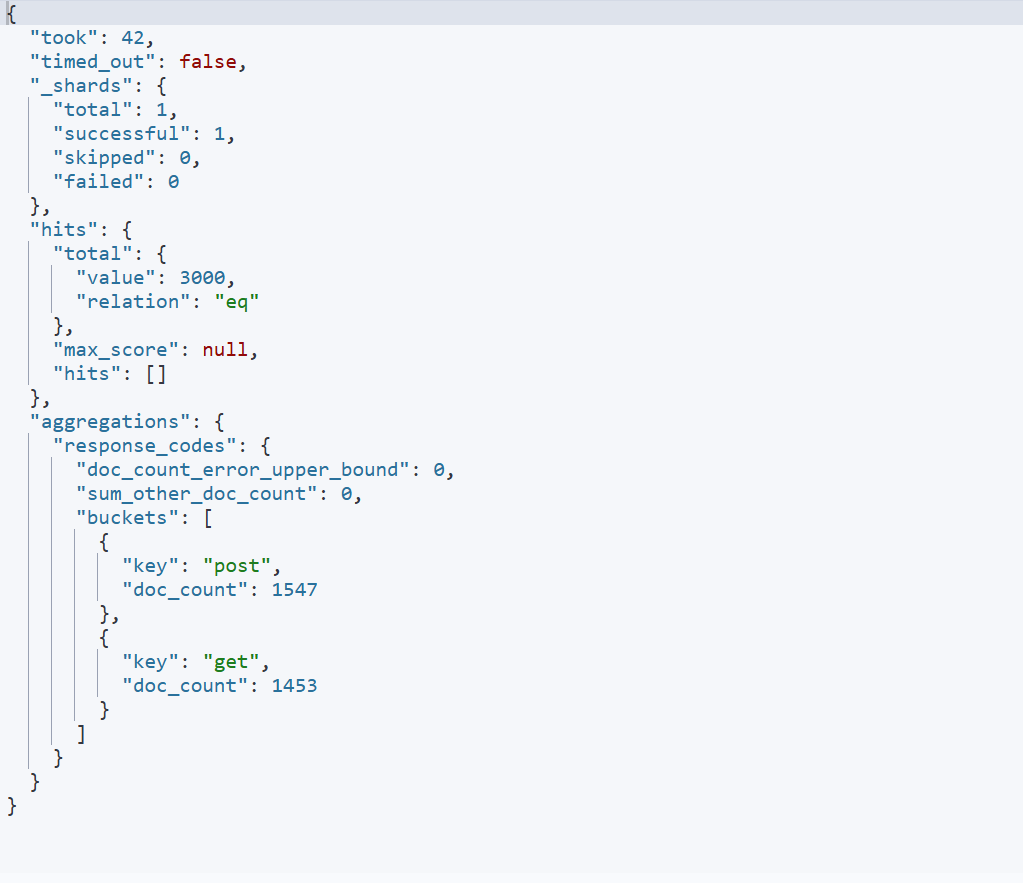 {
  "took": 42,
  "timed_out": false,
  "_shards": {
    "total": 1,
    "successful": 1,
    "skipped": 0,
    "failed": 0
  },
  "hits": {
    "total": {
      "value": 3000,
      "relation": "eq"
    },
    "max_score": null,
    "hits": []
  },
  "aggregations": {
    "response_codes": {
      "doc_count_error_upper_bound": 0,
      "sum_other_doc_count": 0,
      "buckets": [
        {
          "key": "post",
          "doc_count": 1547
        },
        {
          "key": "get",
          "doc_count": 1453
        }
      ]
    }
  }
}